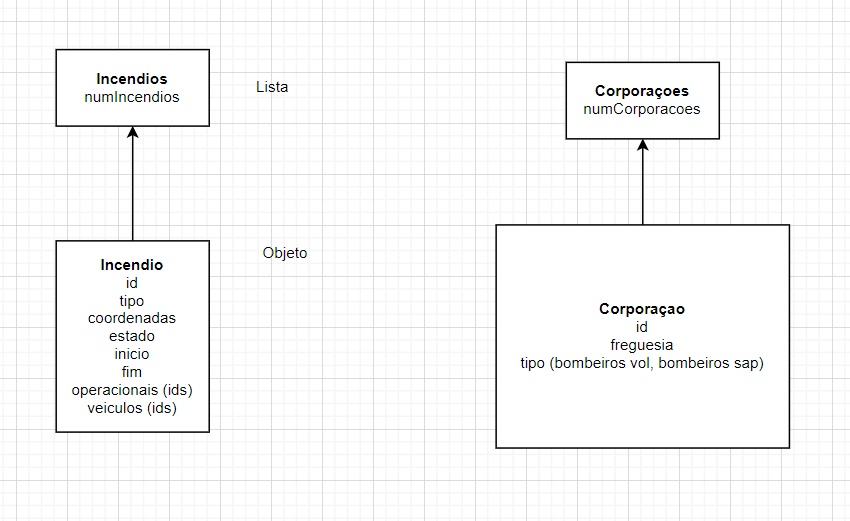 Incendios
numIncendios
Lista
Corporaçoes
numCorporacoes
Objeto
Incendio
id
tipo
coordenadas
estado
inicio
fim
operacionais (ids)
veiculos (ids)
Corporaçao
id
freguesia
tipo (bombeiros vol, bombeiros sap)